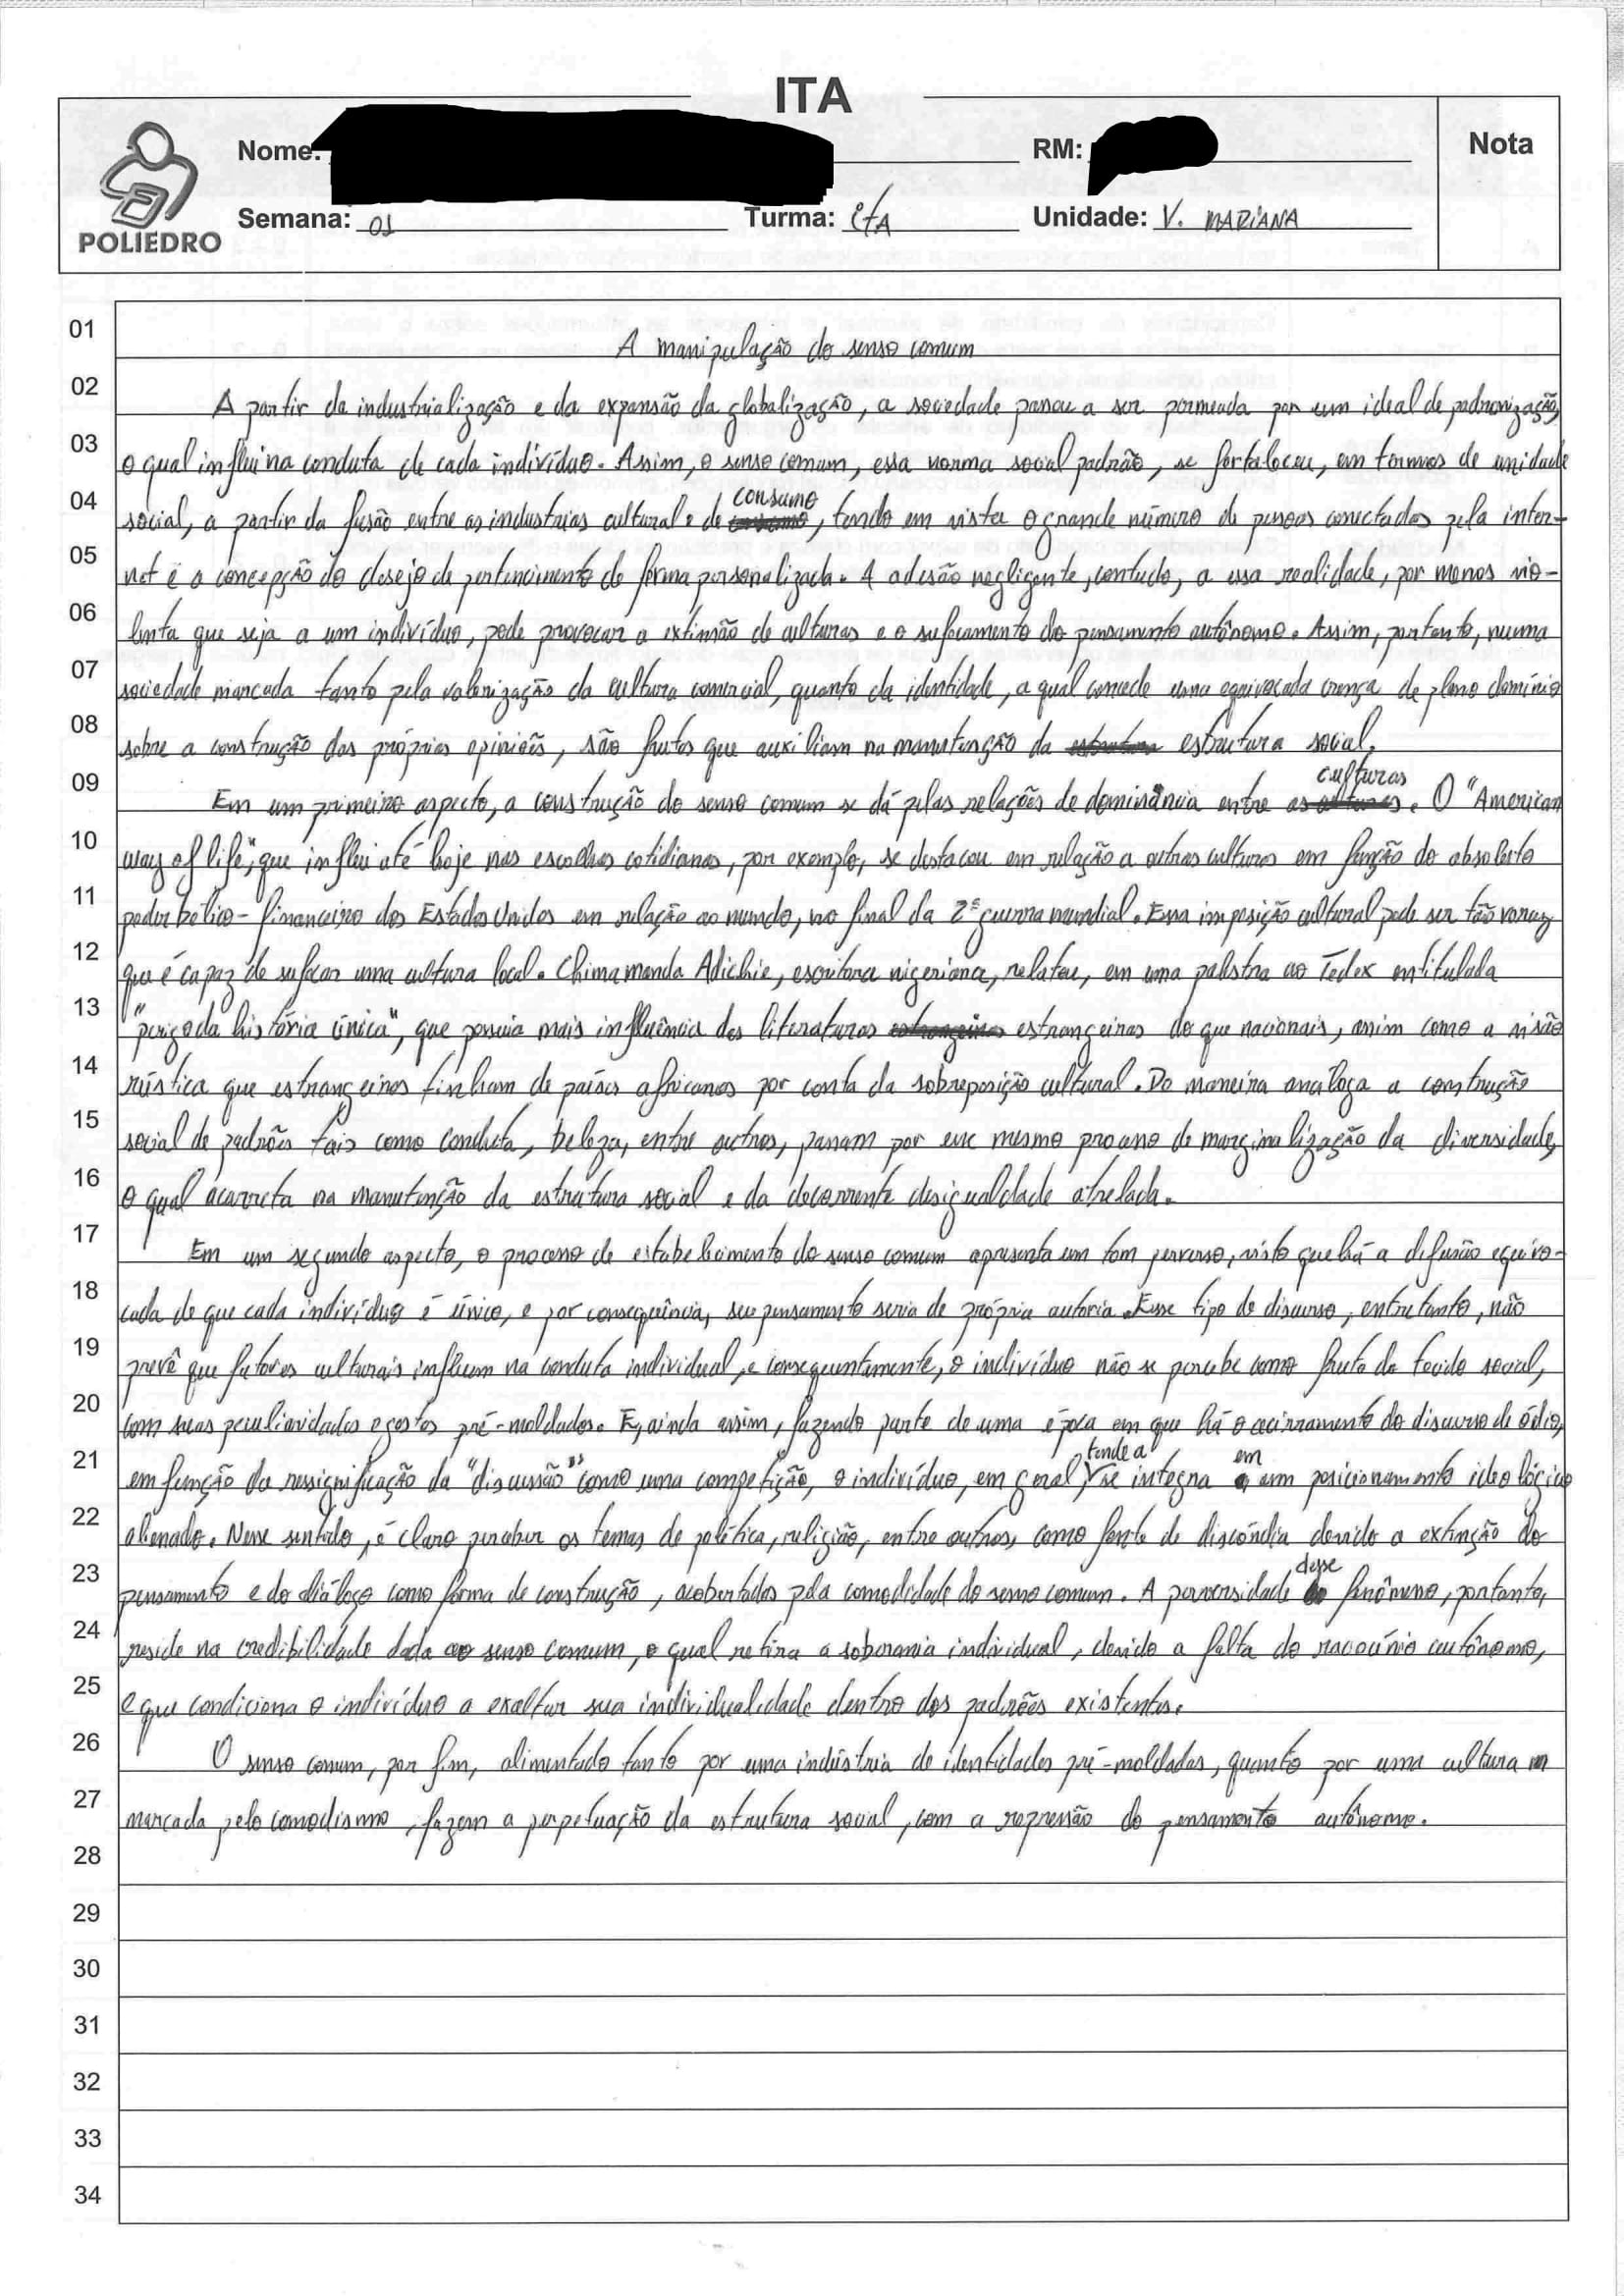 ITA
POLIEDRO
Nome:
RM:
Nota
Semana: 01
Turma: ITA
Unidade: V. MARIANA
01 A manipulação do senso comum
02 A partir da industrialização e da expansão da globalização, a sociedade passou a ser permeada por um ideal de padronização,
03 o qual influi na conduta de cada indivíduo. Assim, o senso comum, essa norma social padrão, se fortaleceu, em termos de unidade
04 social, a partir da fusão entre as industrias cultural e de consumo, tendo em vista o grande número de pessoas conectadas pela inter-
05 net e a concepção do desejo de pertencimento de forma personalizada. A adesão negligente, contudo, a essa realidade, por menos vio-
06 lenta que seja a um indivíduo, pode provocar a extinsão de culturas e o sufocamento do pensamento autônomo. Assim, portanto, numa
07 sociedade marcada tanto pela valorização da cultura comercial, quanto da identidade, a qual concede uma equivocada crença de pleno domínio
08 sobre a construção das próprias opiniões, são frutos que auxiliam na manutenção da estrutura social.
09 Em um primeiro aspecto, a construção do senso comum se dá pelas relações de dominância entre culturas. O "American
10 way of life", que influi até hoje nas escolhas cotidianas, por exemplo, se destacou em relação a outras culturas em função do absoluto
11 poder bélico-financeiro dos Estados Unidos em relação ao mundo, no final da 2ª guerra mundial. Essa imposição cultural pode ser tão voraz
12 que é capaz de sufocar uma cultura local. Chimamanda Adichie, escritora nigeriana, relatou, em uma palestra ao Tedex entitulada
13 "perigo da história única", que possuia mais influência das literaturas estrangeiras do que nacionais, assim como a visão
14 rústica que estrangeiros tinham de países africanos por conta da sobreposição cultural. De maneira análoga a construção
15 social de padrões tais como conduta, beleza, entre outros, passam por esse mesmo processo de marginalização da diversidade,
16 o qual acarreta na manutenção da estrutura social e da decorrente desigualdade atrelada.
17 Em um segundo aspecto, o processo de estabelecimento do senso comum apresenta um tom perverso, visto que há a difusão equivo-
18 cada de que cada indivíduo é único, e por consequência, seu pensamento seria de própria autoria. Esse tipo de discurso, entretanto, não
19 prevê que fatores culturais influem na conduta individual, e consequentemente, o indivíduo não se percebe como fruto do tecido social,
20 com suas peculiaridades e gostos pré-moldados. E, ainda assim, fazendo parte de uma época em que há o acirramento do discurso de ódio,
21 em função da ressignificação da "discussão" como uma competição, o indivíduo, em geral, tende a se integra em um posicionamento ideológico
22 alienado. Nesse sentido, é claro perceber os temas de política, religião, entre outros, como fonte de discórdia devido a extinção do
23 pensamento e do diálogo como forma de construção, acobertados pela comodidade do senso comum. A perversidade desse fenômeno, portanto,
24 reside na credibilidade dada ao senso comum, o qual retira a soberania individual, devido a falta do raciocínio autônomo,
25 e que condiciona o indivíduo a exaltar sua individualidade dentro dos padrões existentes.
26 O senso comum, por fim, alimentado tanto por uma indústria de identidades pré-moldadas, quanto por uma cultura
27 marcada pelo comodismo, fazem a perpetuação da estrutura social, com a repressão do pensamento autônomo.
28
29
30
31
32
33
34